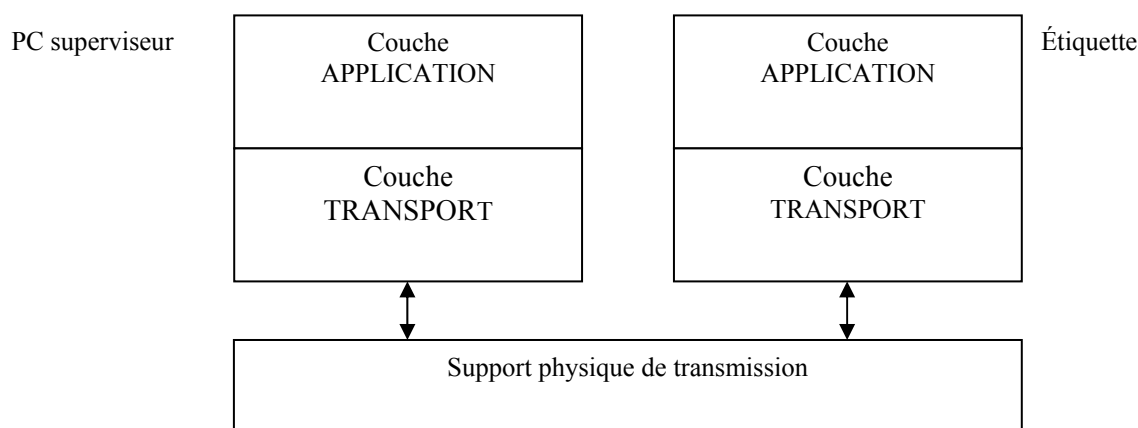 PC superviseur
Couche
APPLICATION
Couche
APPLICATION
Étiquette
Couche
TRANSPORT
Couche
TRANSPORT
Support physique de transmission